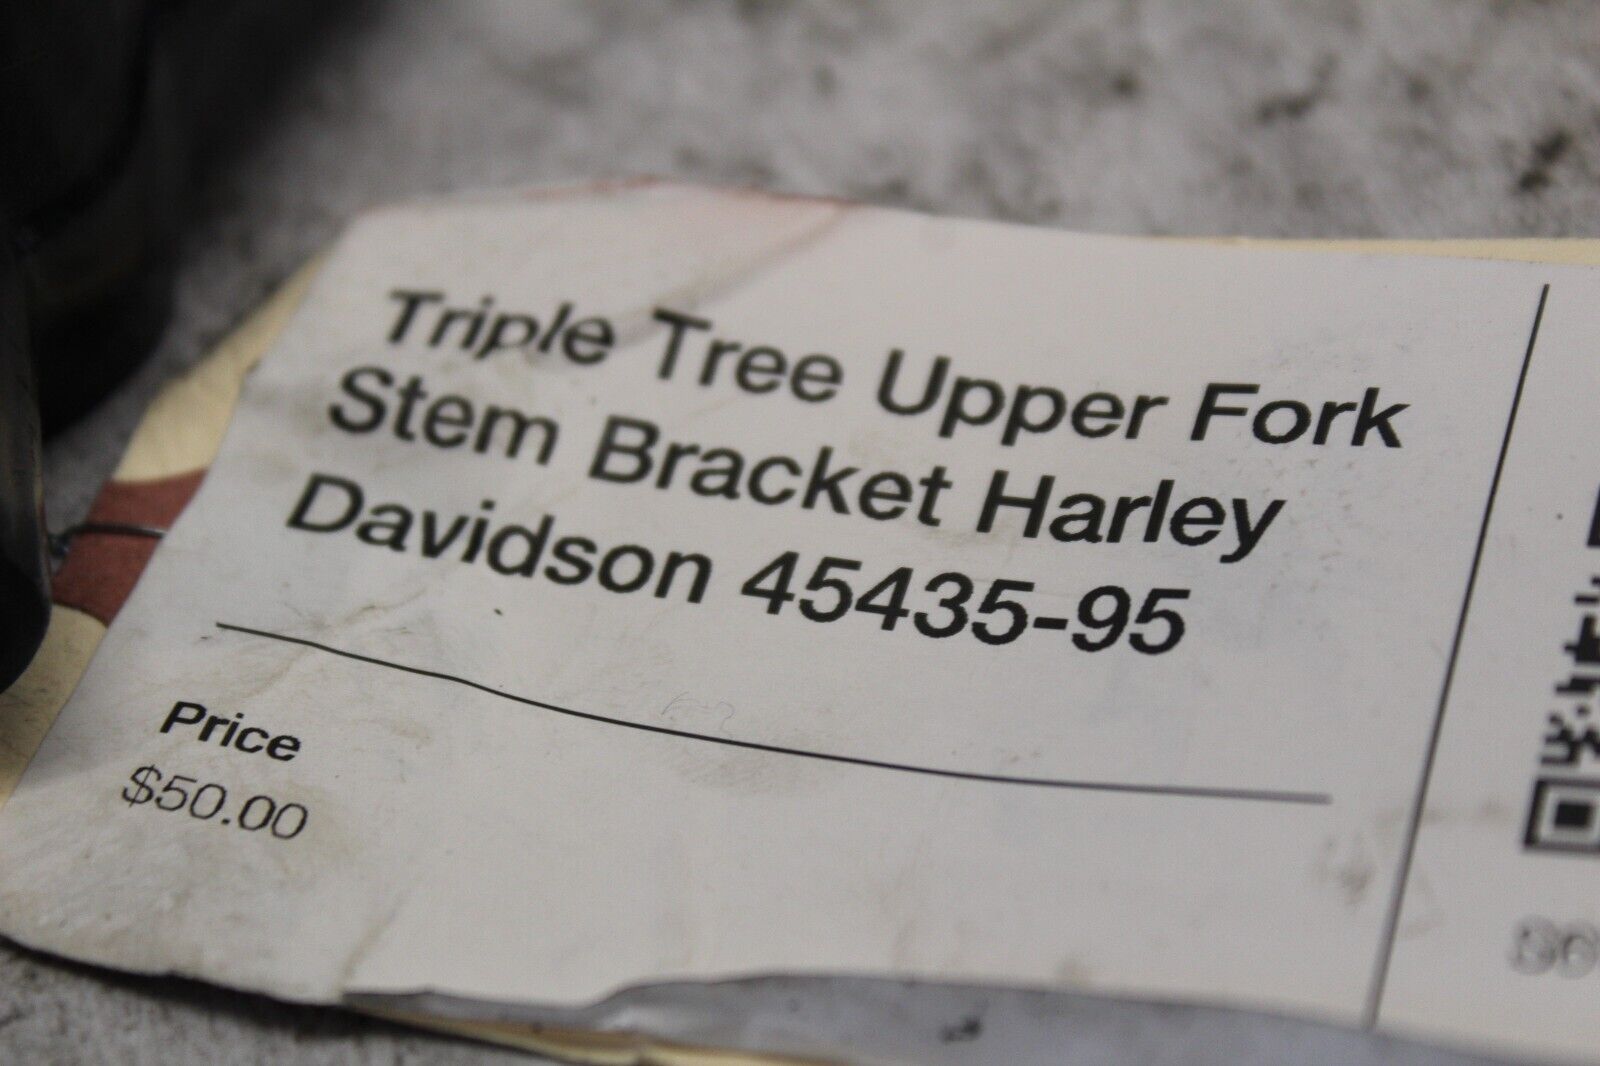 Triple Tree Upper Fork
Stem Bracket Harley
Davidson 45435-95
Price
$50.00